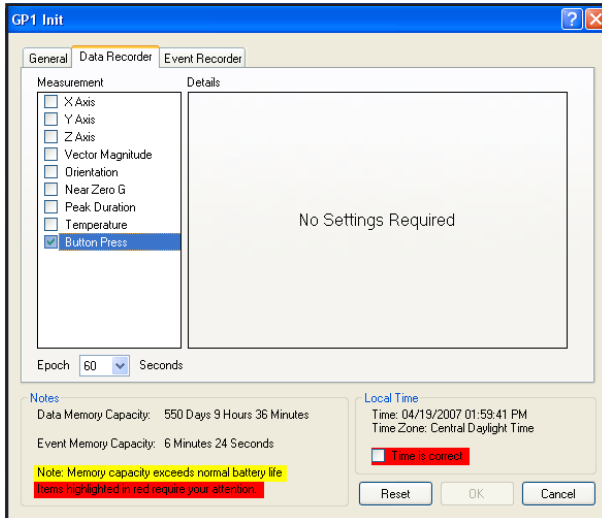 GP1 Init
General Data Recorder Event Recorder
Measurement Details
X Axis
Y Axis
Z Axis
Vector Magnitude
Orientation
Near Zero G
Peak Duration
Temperature
Button Press
No Settings Required
Epoch 60 Seconds
Notes
Data Memory Capacity: 550 Days 9 Hours 36 Minutes
Event Memory Capacity: 6 Minutes 24 Seconds
Note: Memory capacity exceeds normal battery life
Items highlighted in red require your attention.
Local Time
Time: 04/19/2007 01:59:41 PM
Time Zone: Central Daylight Time
Time is correct
Reset OK Cancel